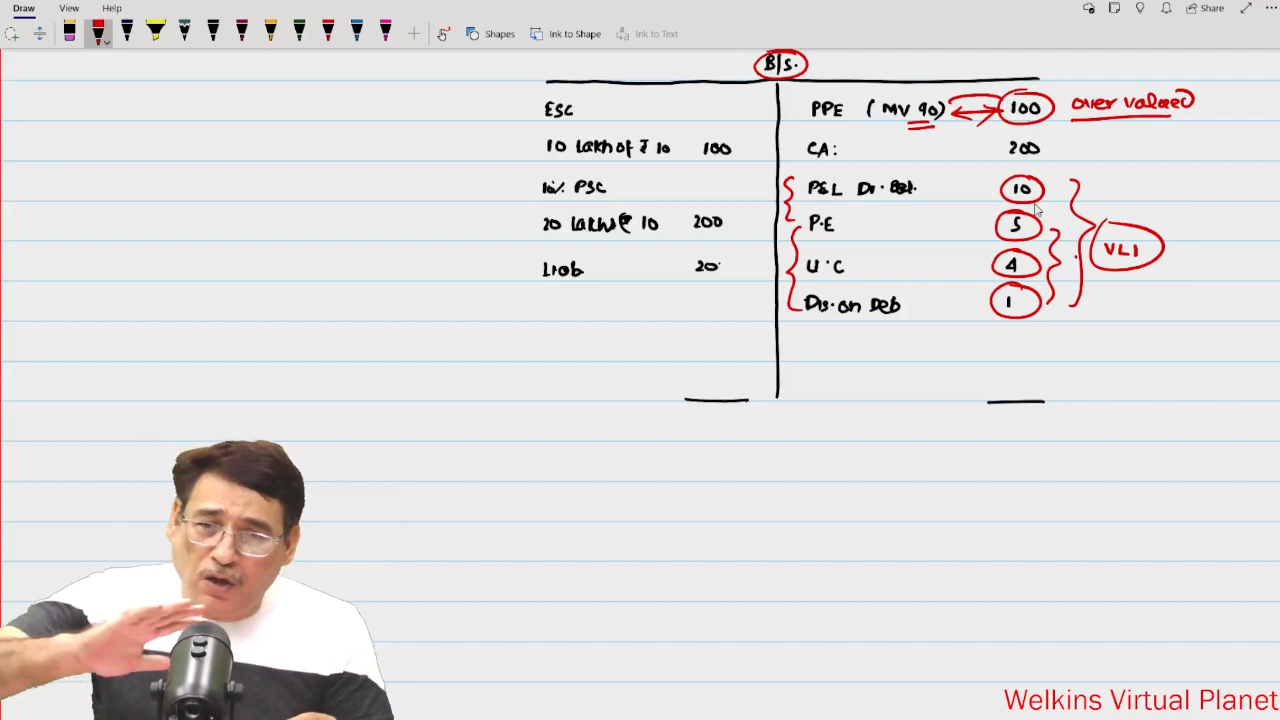 Draw View Help Share
Shapes Ink to Shape Ink to Text
B/s.
ESC
10 Lakh of ₹ 10 100
10% PSC
20 Lakh @ 10 200
Liab 20
PPE (MV 90) 100 over valued
CA: 200
P&L Dr. Bal. 10
P.E 5
U.C 4
Dis. on Deb 1
VL1
Welkins Virtual Planet